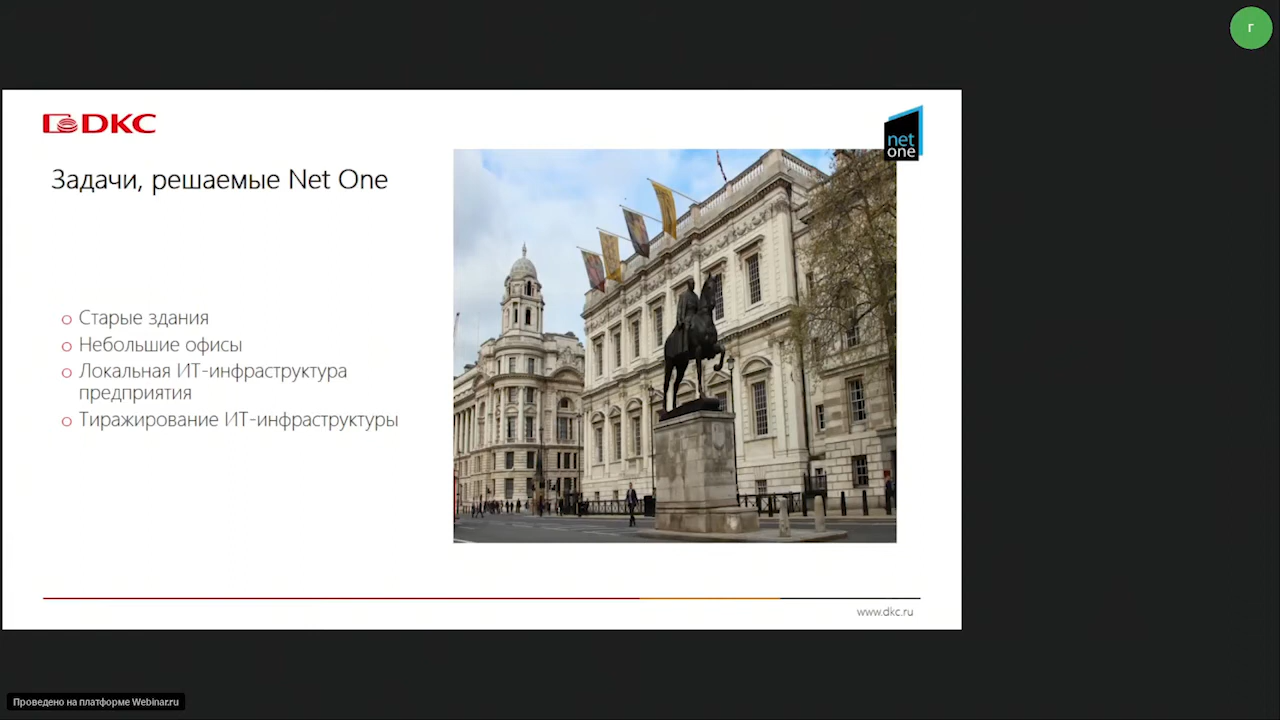 г
DKC
net
one
Задачи, решаемые Net One
Старые здания
Небольшие офисы
Локальная ИТ-инфраструктура
предприятия
Тиражирование ИТ-инфраструктуры
www.dkc.ru
Проведено на платформе Webinar.ru